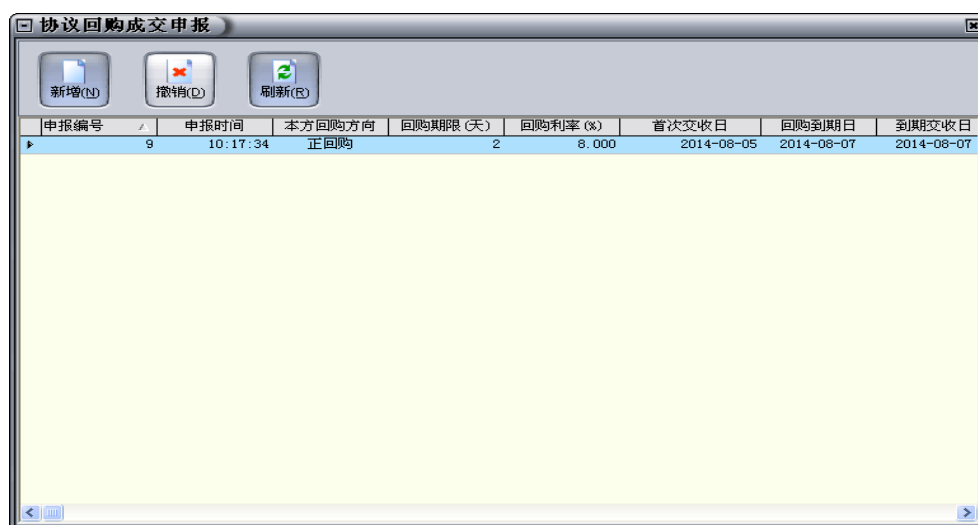 协议回购成交申报
新增(N) 撤销(D) 刷新(R)
申报编号 申报时间 本方回购方向 回购期限(天) 回购利率(%) 首次交收日 回购到期日 到期交收日
9 10:17:34 正回购 2 8.000 2014-08-05 2014-08-07 2014-08-07